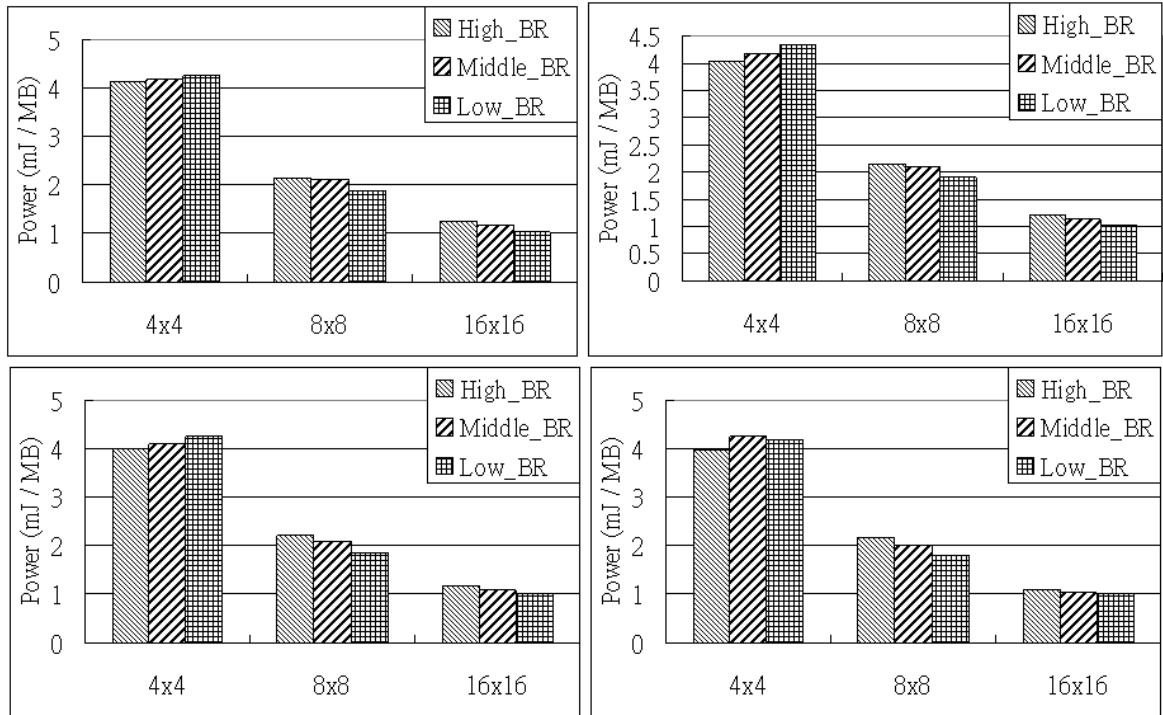 High_BR
Middle_BR
Low_BR
Power (mJ / MB)
5
4
3
2
1
0
4x4
8x8
16x16
High_BR
Middle_BR
Low_BR
Power (mJ / MB)
4.5
4
3.5
3
2.5
2
1.5
1
0.5
0
4x4
8x8
16x16
High_BR
Middle_BR
Low_BR
Power (mJ / MB)
5
4
3
2
1
0
4x4
8x8
16x16
High_BR
Middle_BR
Low_BR
Power (mJ / MB)
5
4
3
2
1
0
4x4
8x8
16x16